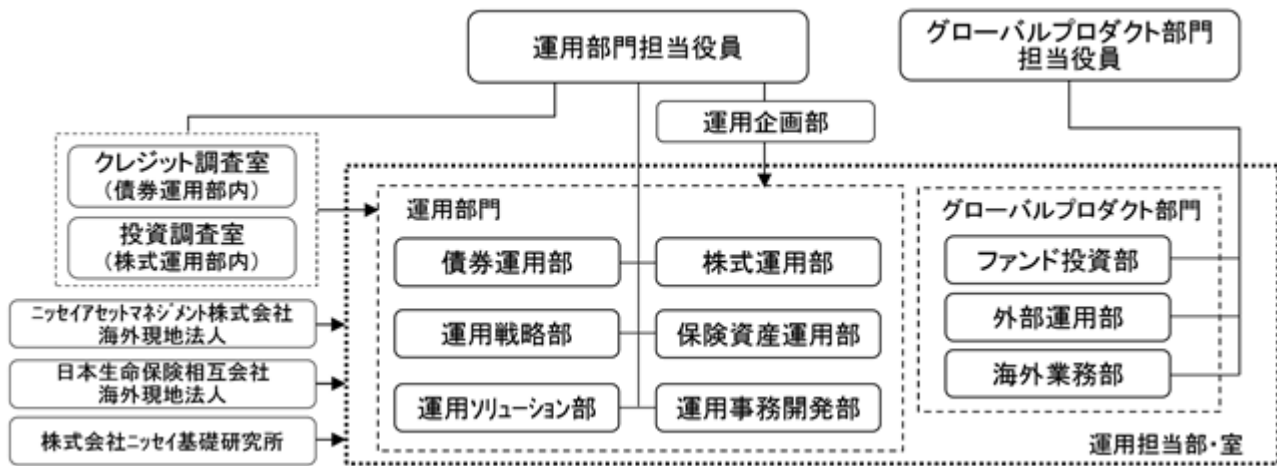 運用部門担当役員
グローバルプロダクト部門
担当役員
運用企画部
クレジット調査室
（債券運用部内）
投資調査室
（株式運用部内）
運用部門
債券運用部
株式運用部
運用戦略部
保険資産運用部
運用ソリューション部
運用事務開発部
グローバルプロダクト部門
ファンド投資部
外部運用部
海外業務部
ニッセイアセットマネジメント株式会社
海外現地法人
日本生命保険相互会社
海外現地法人
株式会社ニッセイ基礎研究所
運用担当部・室